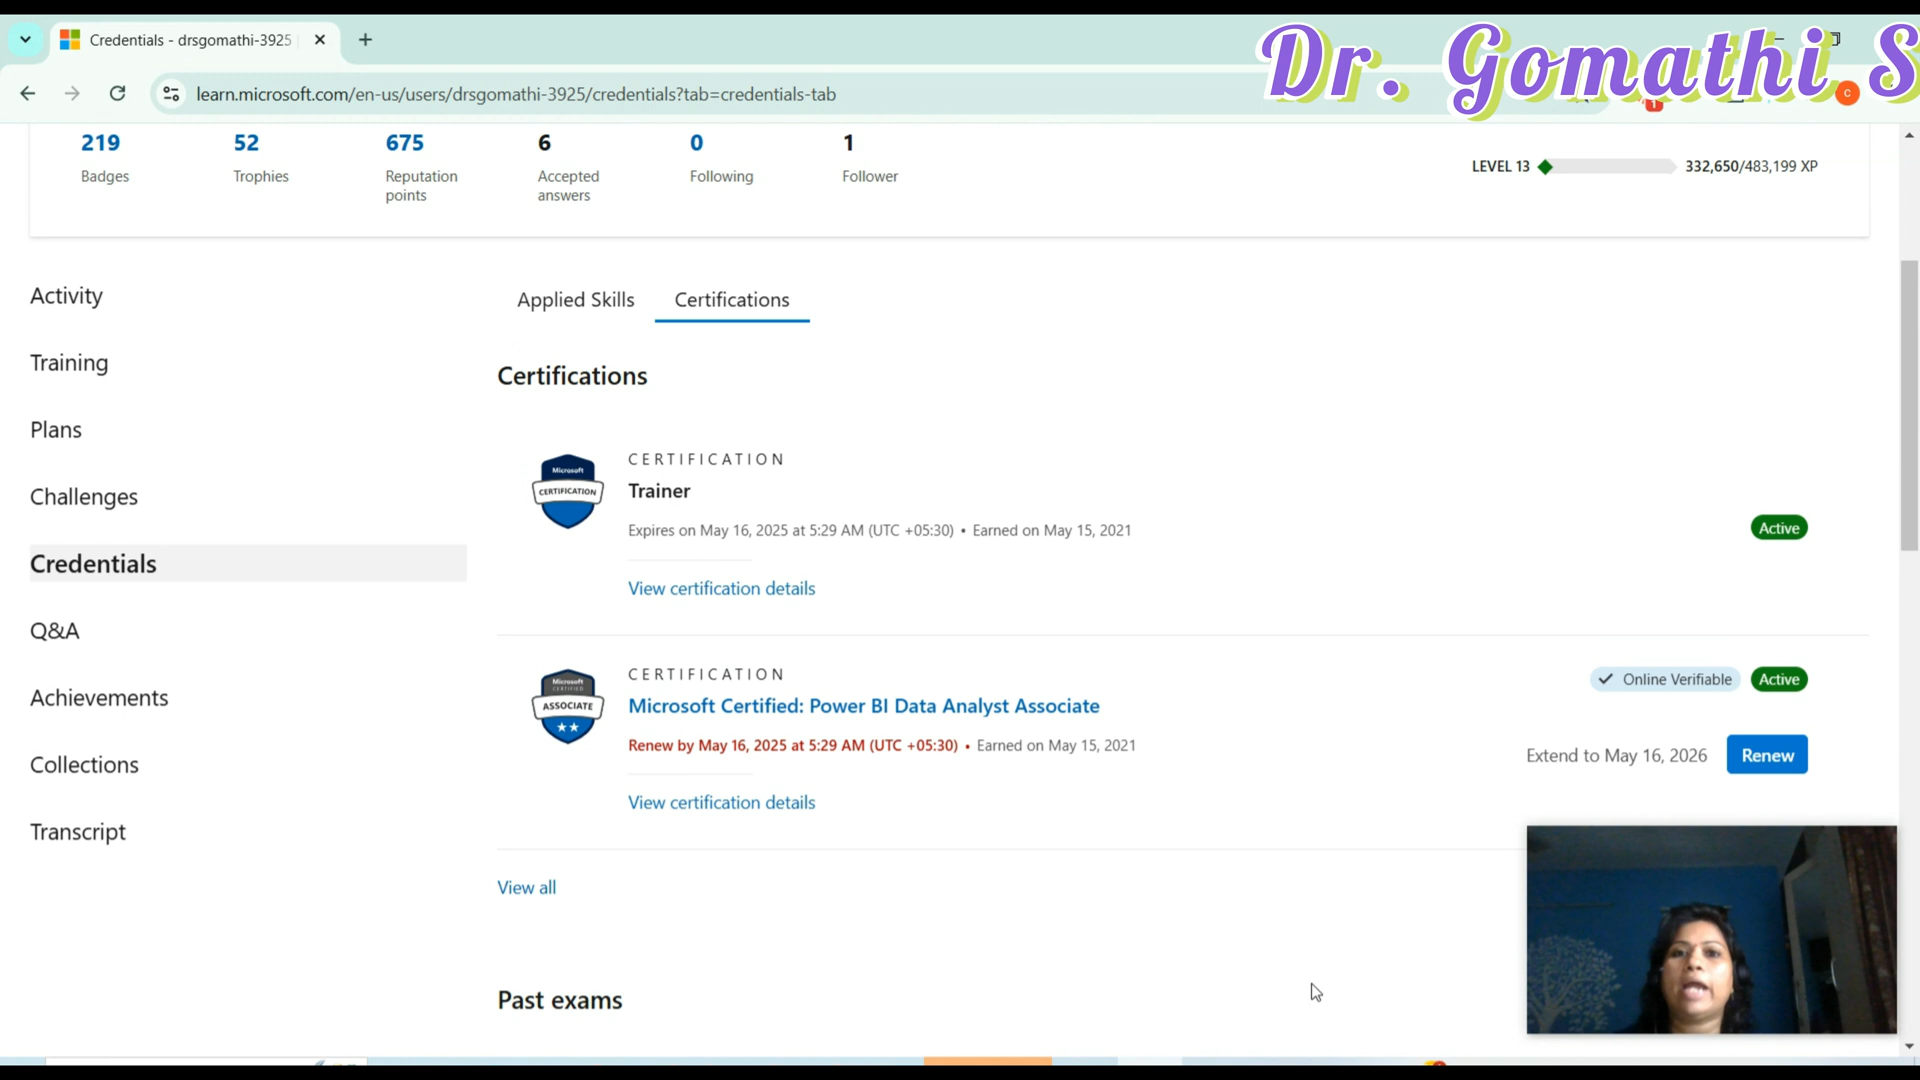 Credentials - drsgomathi-3925
Dr. Gomathi.S
learn.microsoft.com/en-us/users/drsgomathi-3925/credentials?tab=credentials-tab
C
219 52 675 6 0 1
Badges Trophies Reputation points Accepted answers Following Follower
LEVEL 13 332,650/483,199 XP
Activity
Training
Plans
Challenges
Credentials
Q&A
Achievements
Collections
Transcript
Applied Skills Certifications
Certifications
Microsoft
CERTIFICATION
CERTIFICATION
Trainer
Expires on May 16, 2025 at 5:29 AM (UTC +05:30) • Earned on May 15, 2021
Active
View certification details
Microsoft
CERTIFIED
ASSOCIATE
CERTIFICATION
Microsoft Certified: Power BI Data Analyst Associate
Online Verifiable Active
Renew by May 16, 2025 at 5:29 AM (UTC +05:30) • Earned on May 15, 2021
Extend to May 16, 2026 Renew
View certification details
View all
Past exams